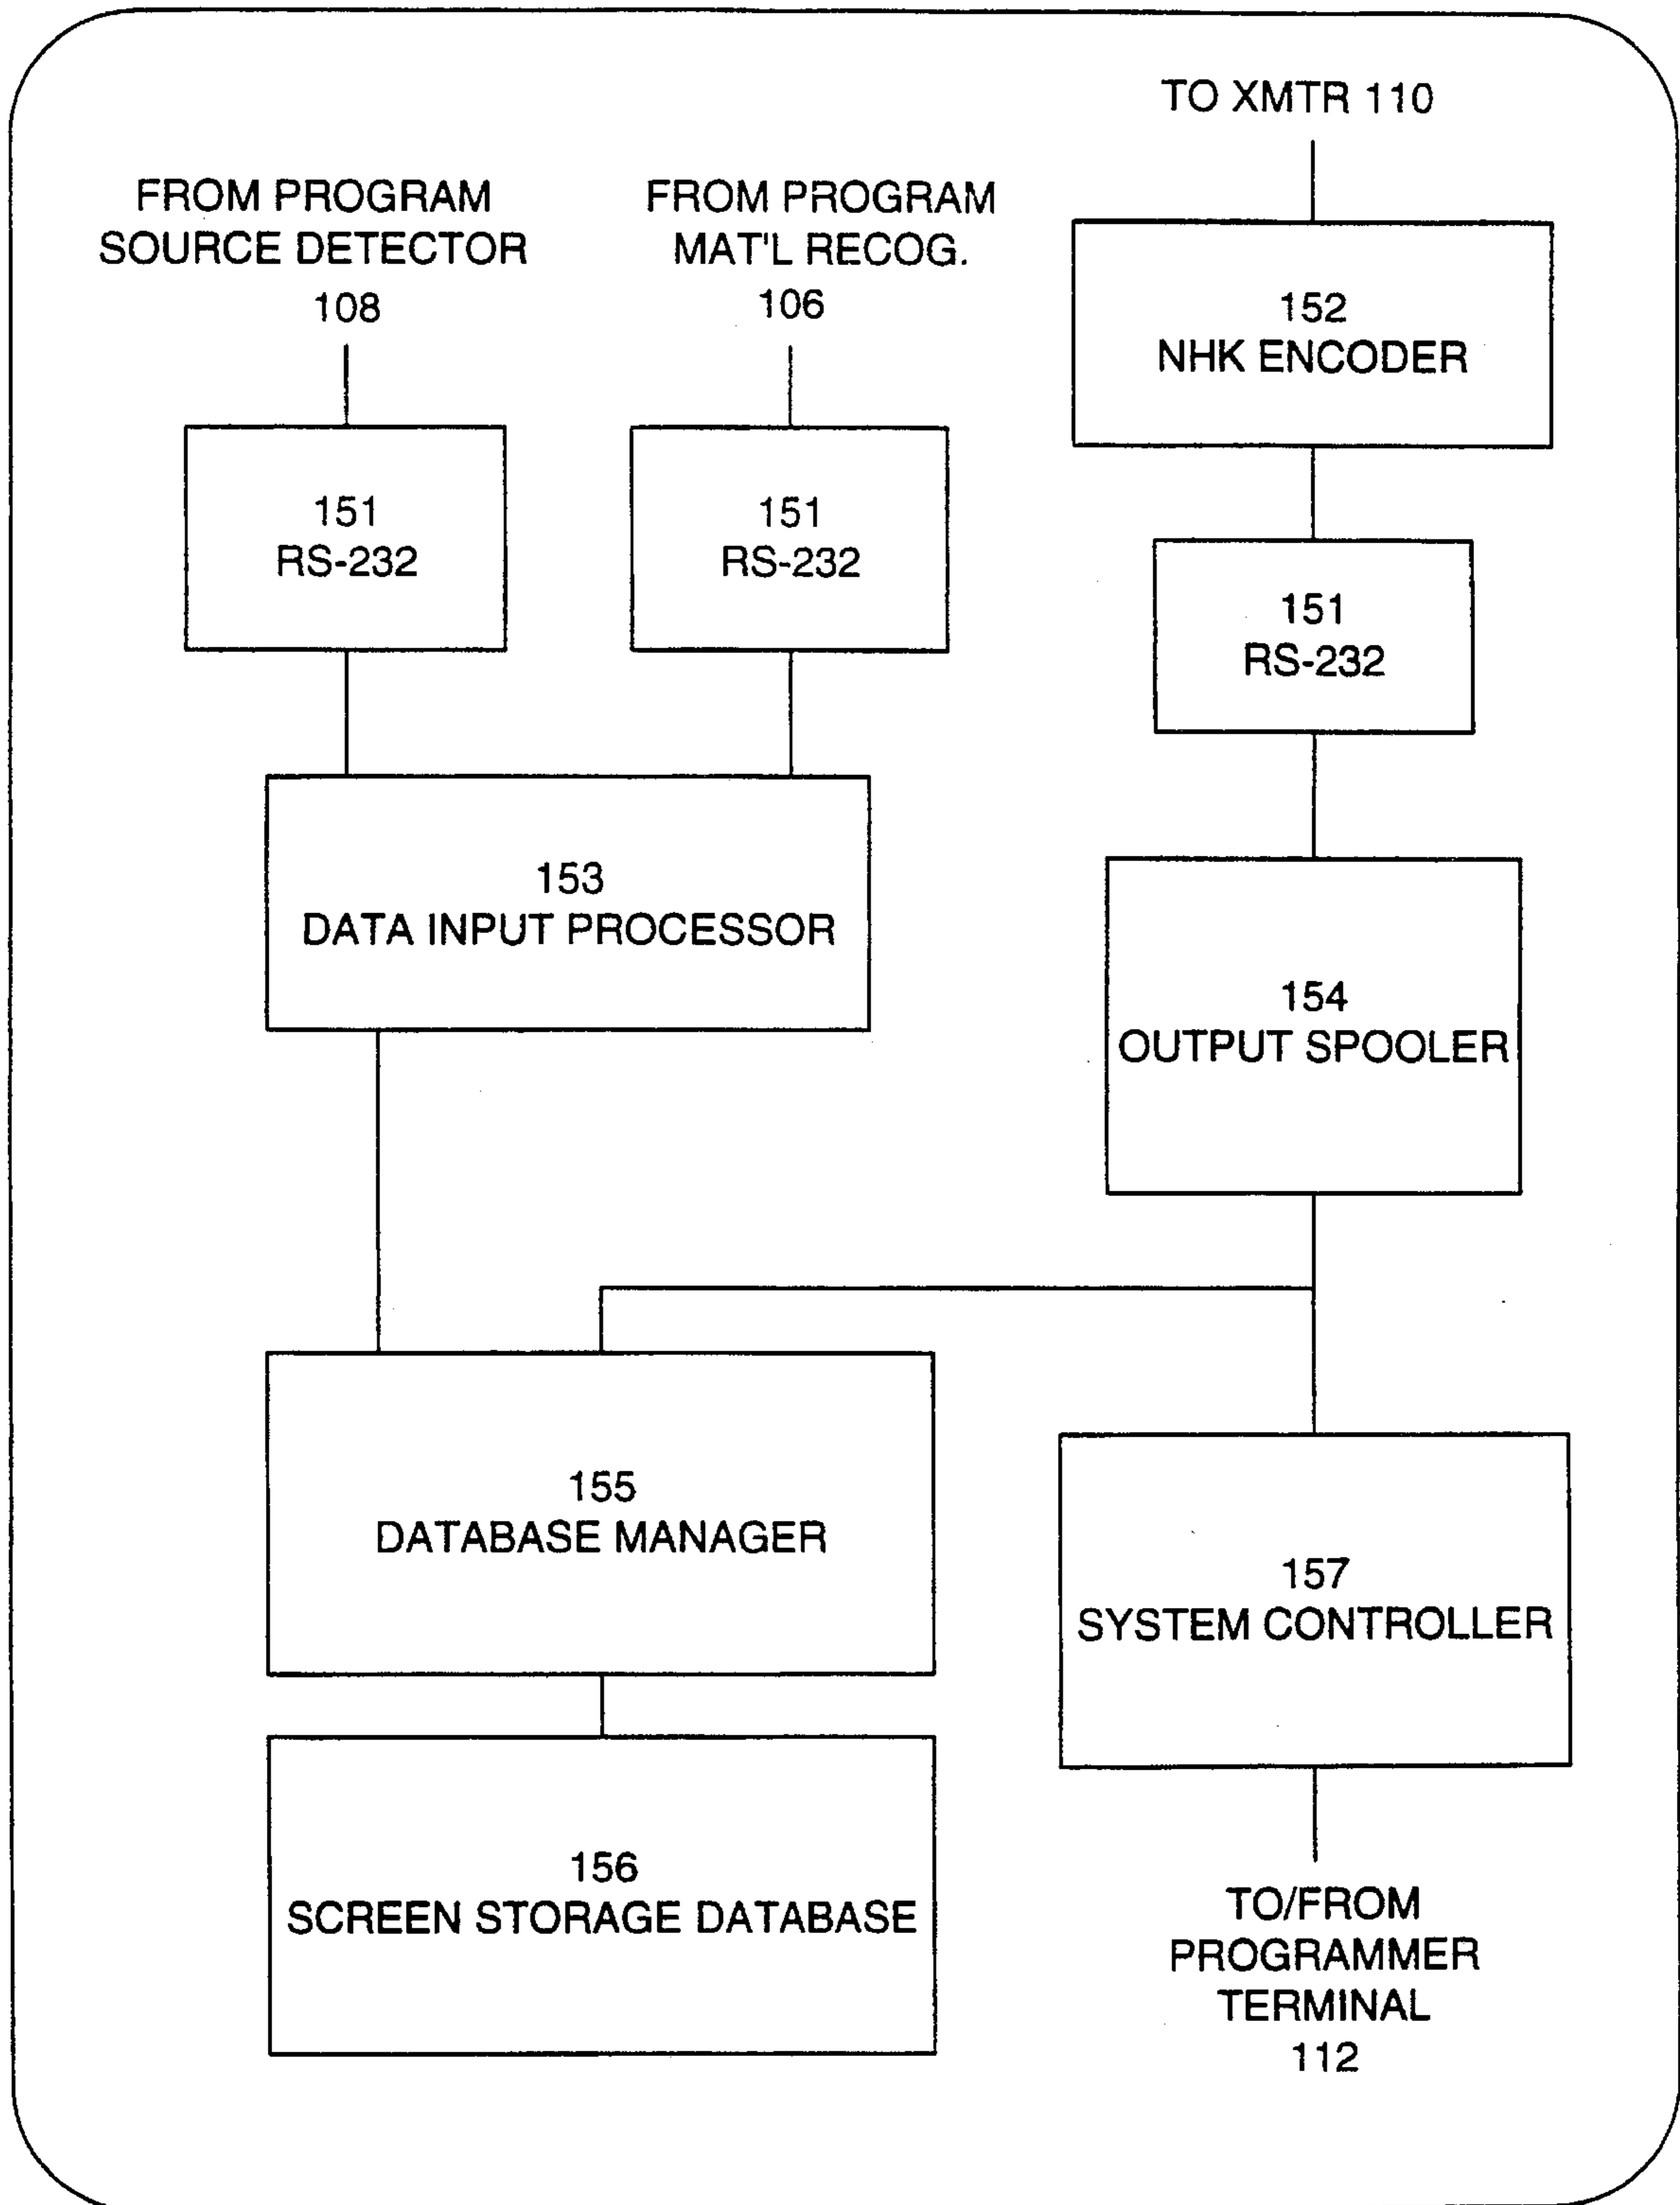 TO XMTR 110
FROM PROGRAM
SOURCE DETECTOR
108
FROM PROGRAM
MAT'L RECOG.
106
152
NHK ENCODER
151
RS-232
151
RS-232
151
RS-232
153
DATA INPUT PROCESSOR
154
OUTPUT SPOOLER
155
DATABASE MANAGER
157
SYSTEM CONTROLLER
156
SCREEN STORAGE DATABASE
TO/FROM
PROGRAMMER
TERMINAL
112